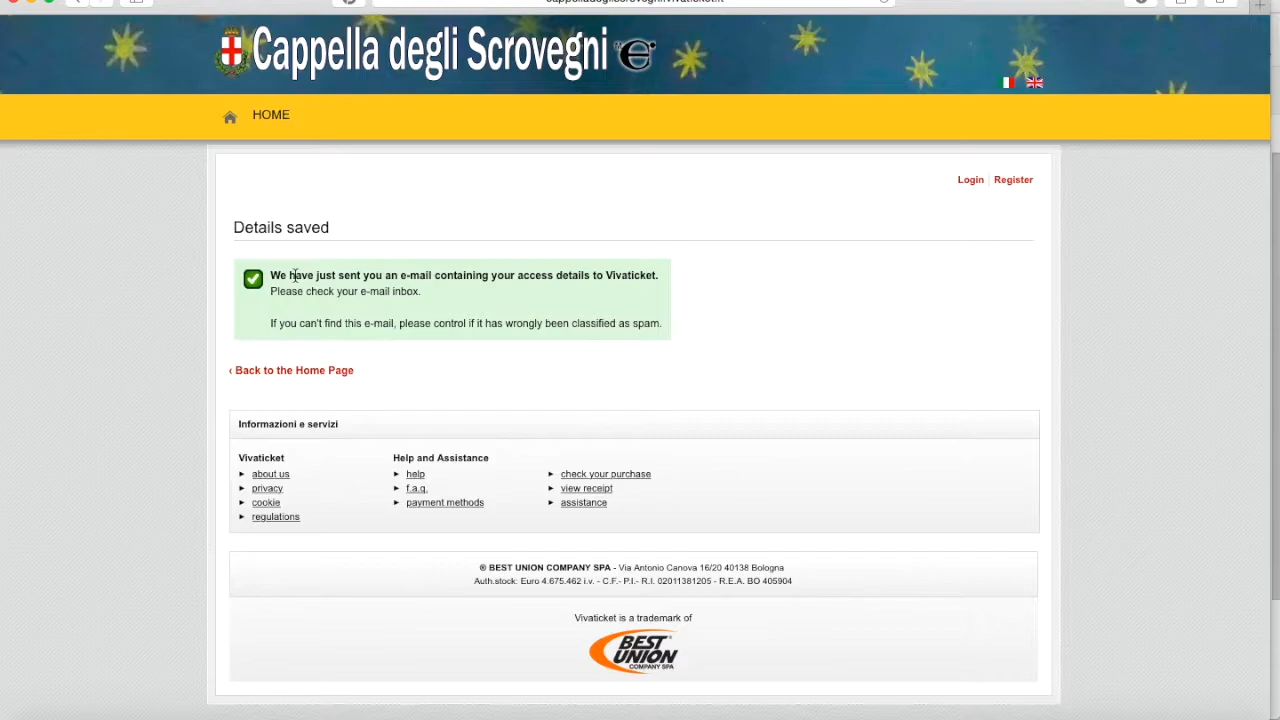 Cappella degli Scrovegni
HOME
Login Register
Details saved
We have just sent you an e-mail containing your access details to Vivaticket.
Please check your e-mail inbox.
If you can't find this e-mail, please control if it has wrongly been classified as spam.
‹ Back to the Home Page
Informazioni e servizi
Vivaticket
about us
privacy
cookie
regulations
Help and Assistance
help
f.a.q.
payment methods
check your purchase
view receipt
assistance
® BEST UNION COMPANY SPA - Via Antonio Canova 16/20 40138 Bologna
Auth.stock: Euro 4.675.462 i.v. - C.F.- P.I.- R.I. 02011381205 - R.E.A. BO 405904
Vivaticket is a trademark of
BEST
UNION
COMPANY SPA